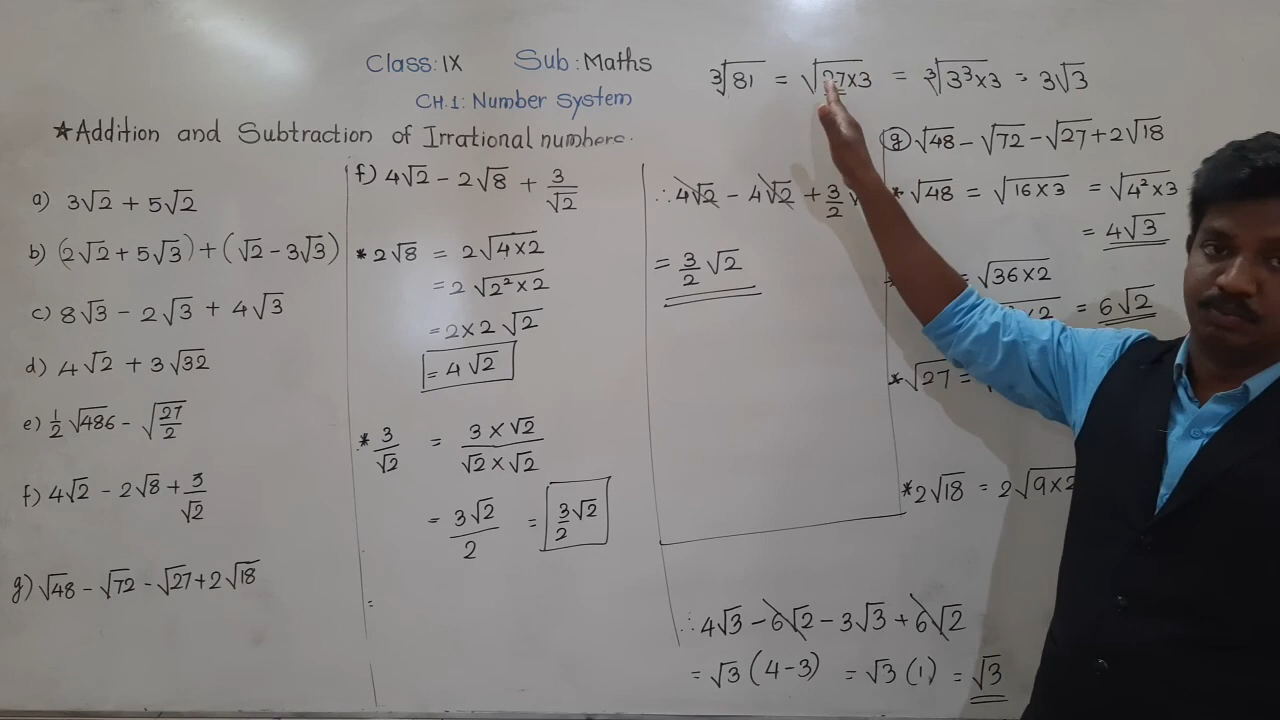 Class: IX Sub: Maths
CH.1: Number system
*Addition and Subtraction of Irrational numbers.
a) 3√2 + 5√2
b) (2√2 + 5√3) + (√2 - 3√3)
c) 8√3 - 2√3 + 4√3
d) 4√2 + 3√32
e) 1/2 √486 - √(27/2)
f) 4√2 - 2√8 + 3/√2
g) √48 - √72 - √27 + 2√18
f) 4√2 - 2√8 + 3/√2
* 2√8 = 2√(4×2)
= 2√(2²×2)
= 2×2√2
= 4√2
* 3/√2 = (3×√2)/(√2×√2)
= 3√2/2 = 3/2 √2
=
∛81 = √(27×3) = ∛(3³×3) = 3√3
∴ 4√2 - 4√2 + 3/2
= 3/2 √2
g) √48 - √72 - √27 + 2√18
* √48 = √(16×3) = √(4²×3)
= 4√3
= √(36×2)
×2 = 6√2
* √27 =
* 2√18 = 2√(9×2
∴ 4√3 - 6√2 - 3√3 + 6√2
= √3 (4-3) = √3 (1) = √3